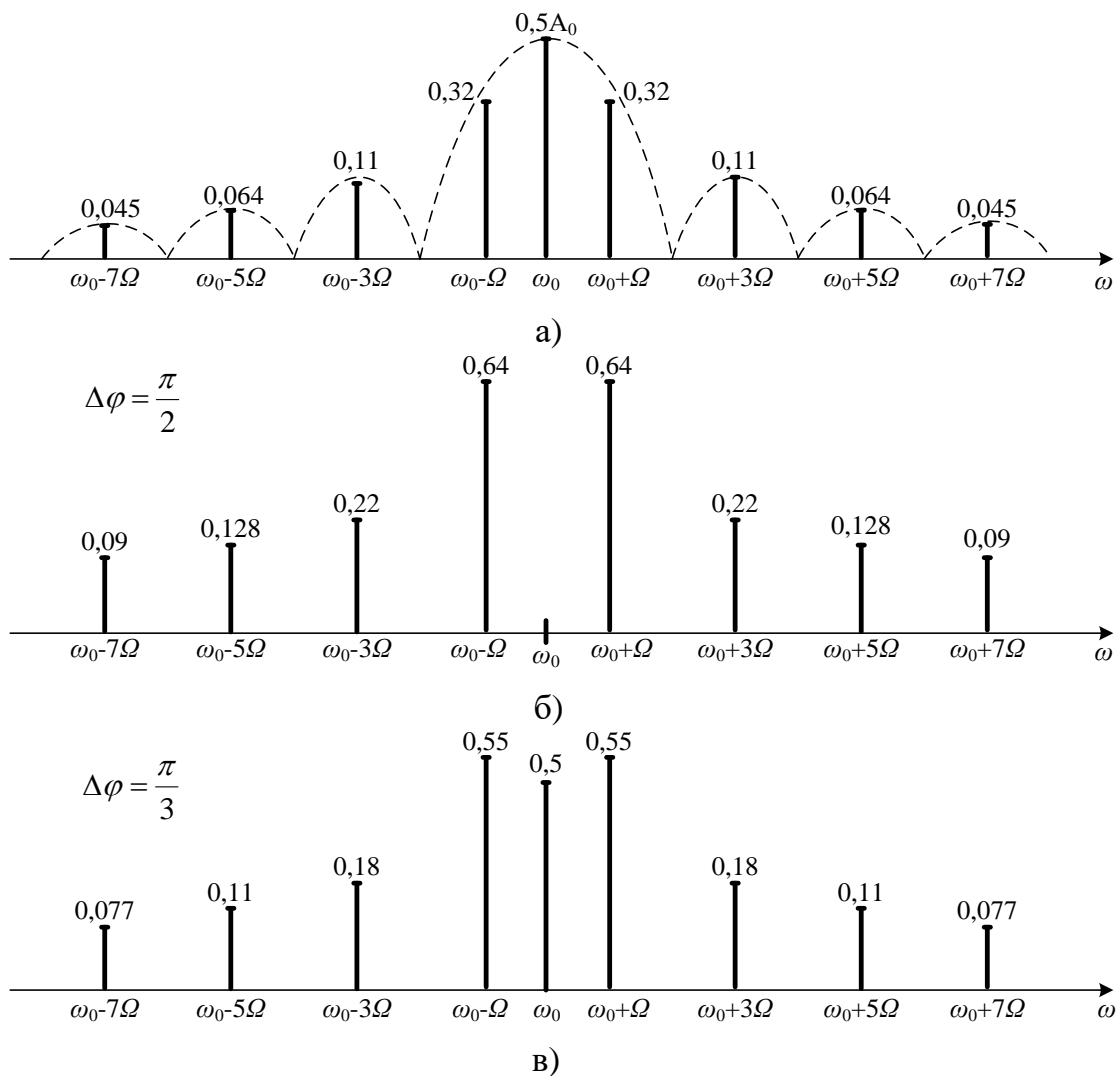 0,5A₀
0,32 0,32
0,11 0,11
0,045 0,064 0,064 0,045
ω₀-7Ω ω₀-5Ω ω₀-3Ω ω₀-Ω ω₀ ω₀+Ω ω₀+3Ω ω₀+5Ω ω₀+7Ω ω
а)
Δφ = π/2
0,64 0,64
0,09 0,128 0,22 0,22 0,128 0,09
ω₀-7Ω ω₀-5Ω ω₀-3Ω ω₀-Ω ω₀ ω₀+Ω ω₀+3Ω ω₀+5Ω ω₀+7Ω ω
б)
Δφ = π/3
0,55 0,5 0,55
0,077 0,11 0,18 0,18 0,11 0,077
ω₀-7Ω ω₀-5Ω ω₀-3Ω ω₀-Ω ω₀ ω₀+Ω ω₀+3Ω ω₀+5Ω ω₀+7Ω ω
в)